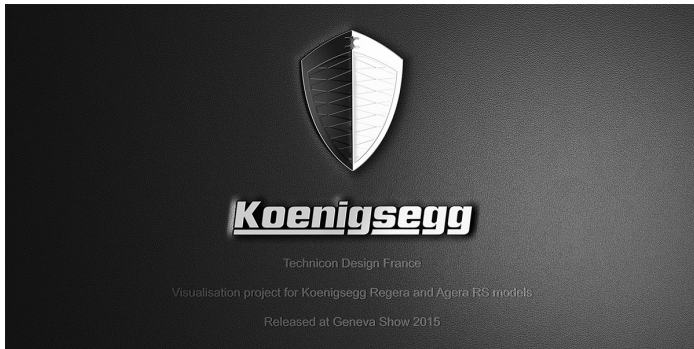 Koenigsegg
Technicon Design France
Visualisation project for Koenigsegg Regera and Agera RS models
Released at Geneva Show 2015